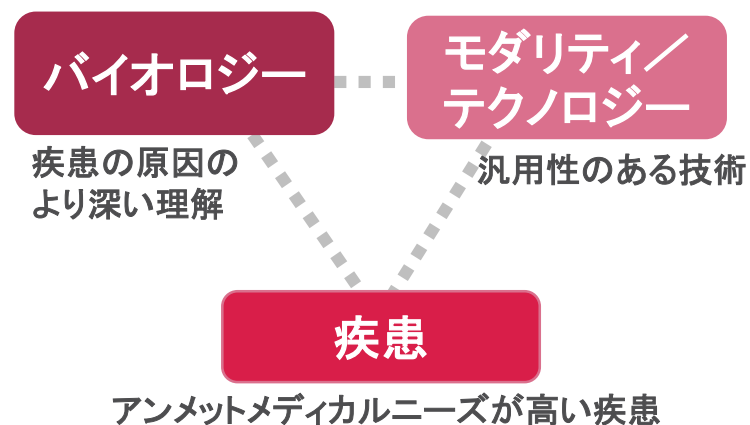 バイオロジー
モダリティ／
テクノロジー
疾患の原因の
より深い理解
汎用性のある技術
疾患
アンメットメディカルニーズが高い疾患